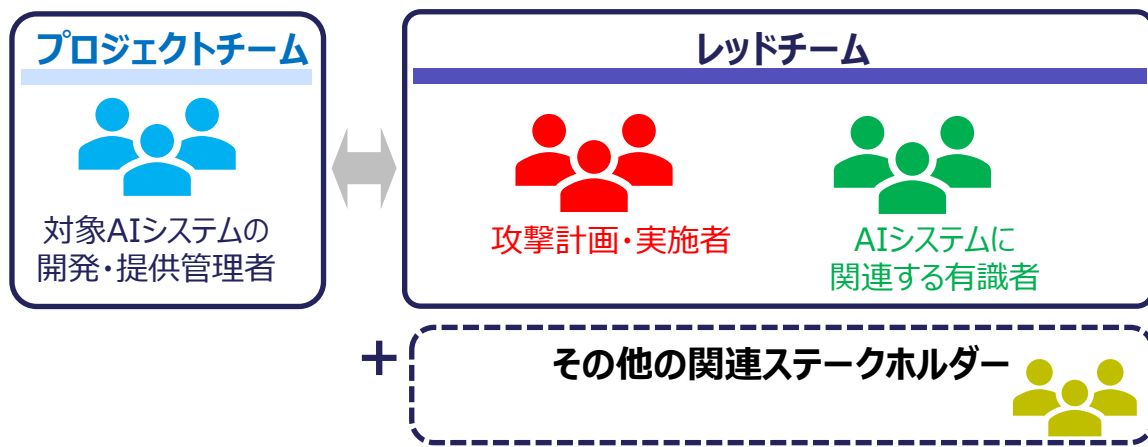 プロジェクトチーム
対象AIシステムの
開発・提供管理者
レッドチーム
攻撃計画・実施者
AIシステムに
関連する有識者
+
その他の関連ステークホルダー